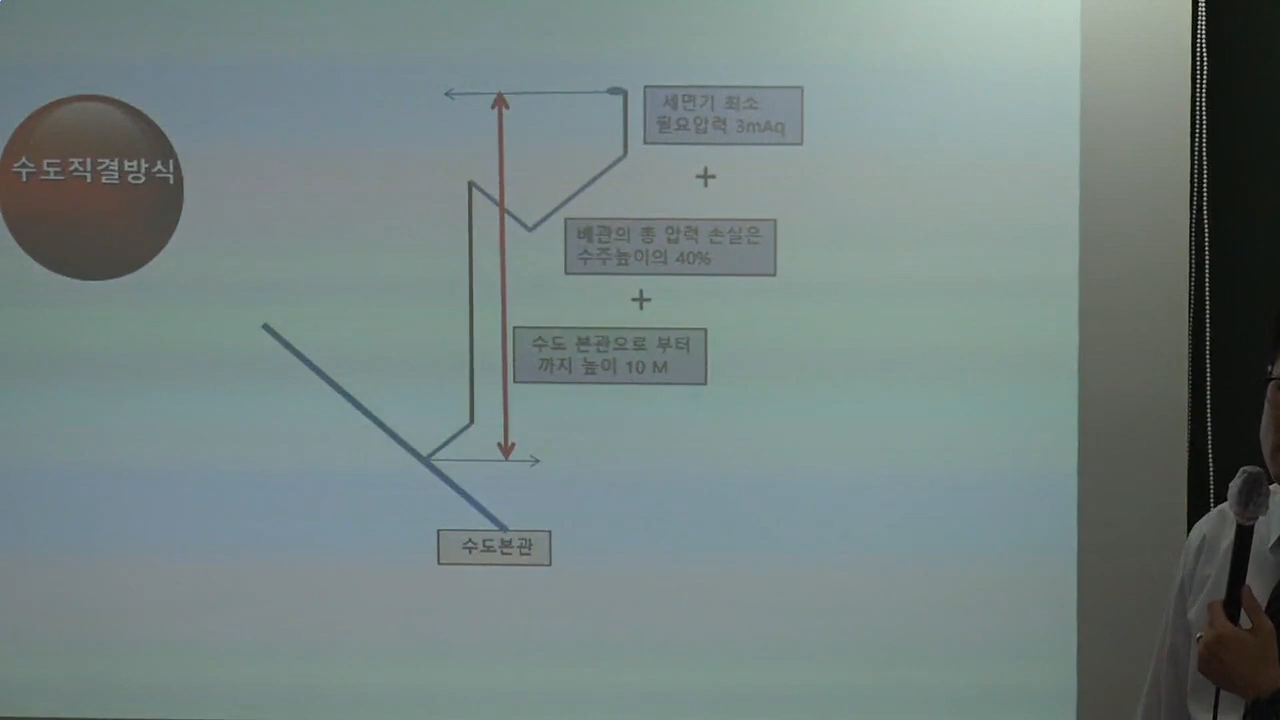 수도직결방식
세면기 최소
필요압력 3mAq
+
배관의 총 압력 손실은
수주높이의 40%
+
수도 본관으로 부터
까지 높이 10 M
수도본관